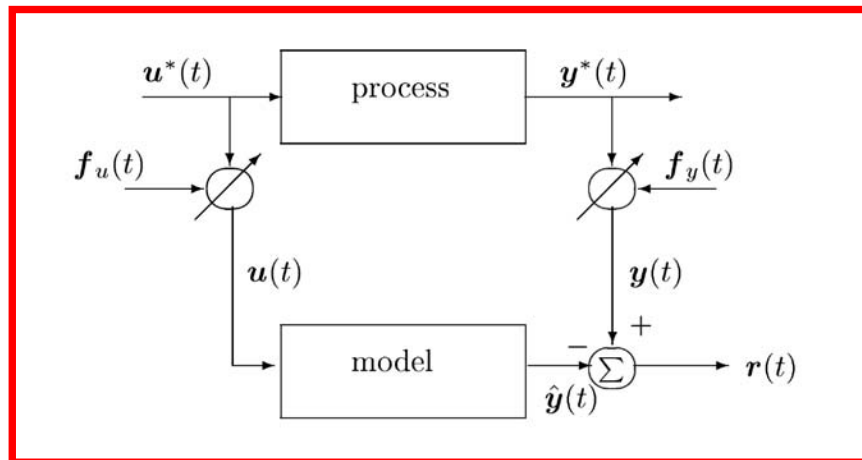 u*(t)
process
y*(t)
f_u(t)
f_y(t)
u(t)
y(t)
+
−
model
Σ
r(t)
ŷ(t)